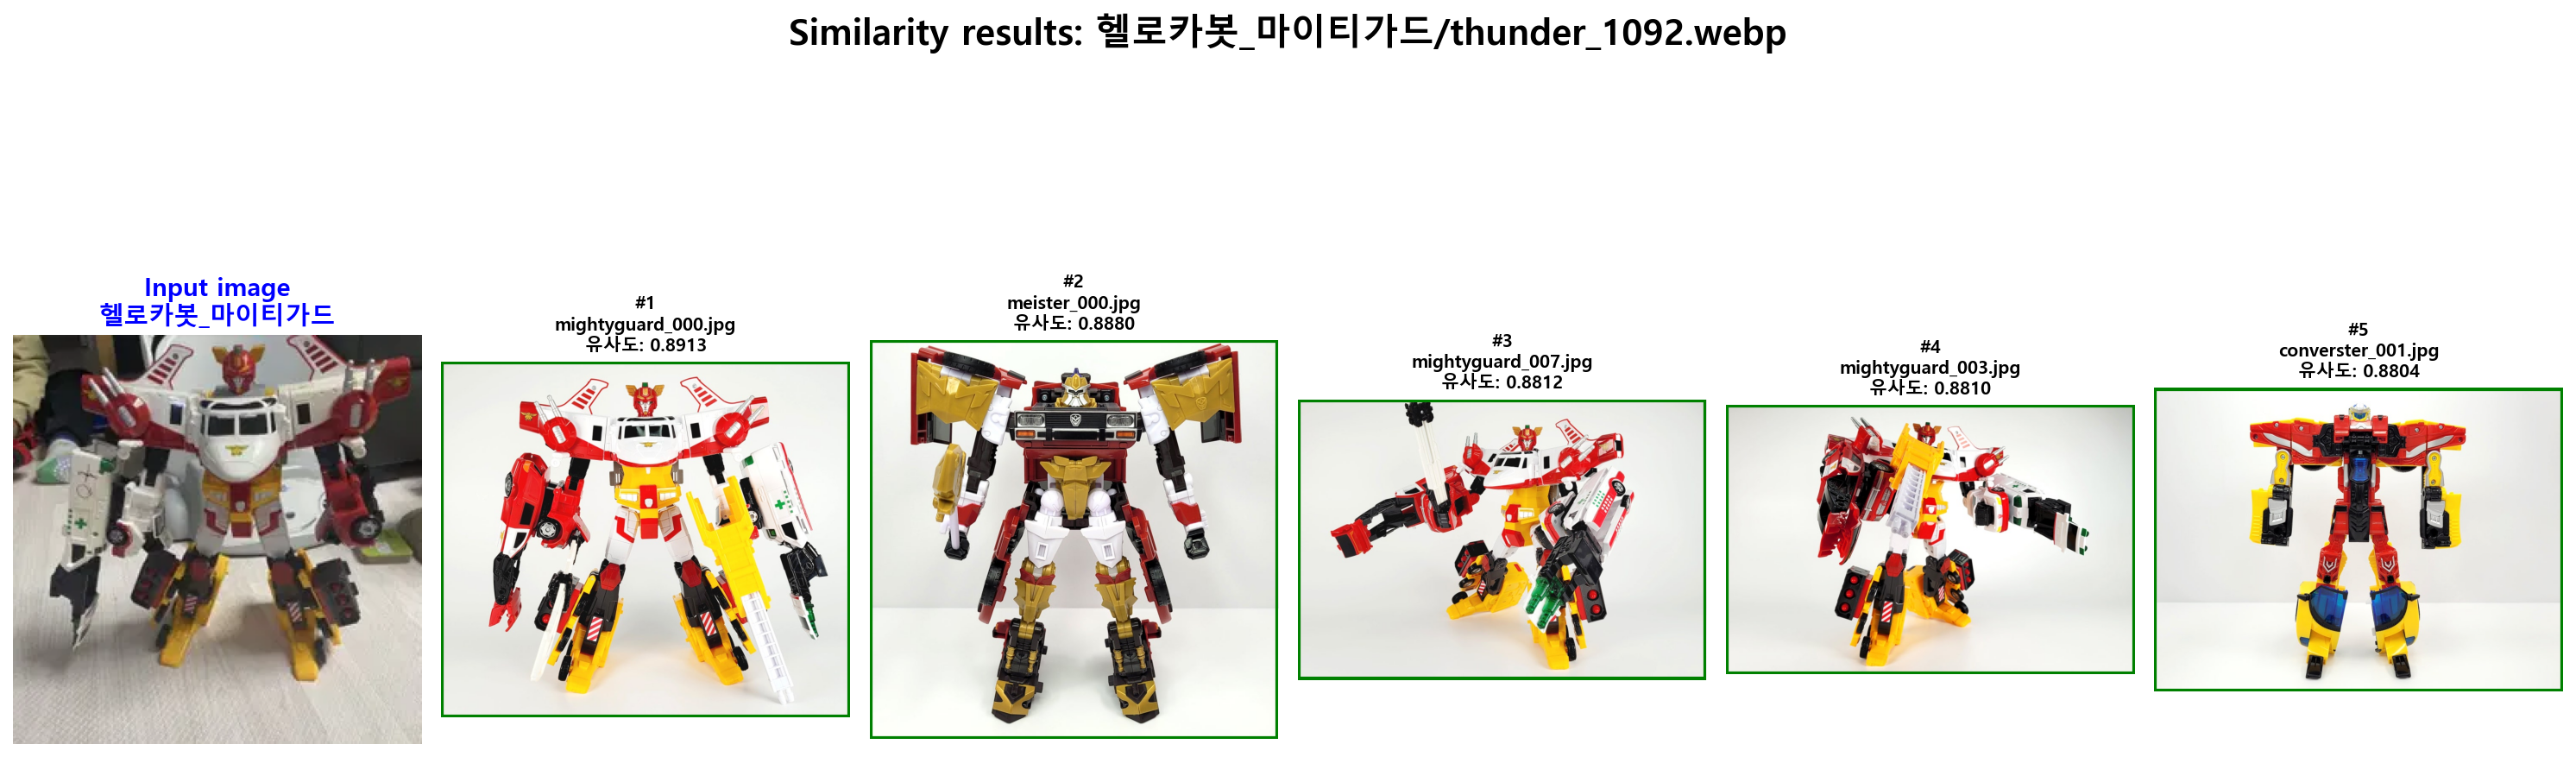 Similarity results: 헬로카봇_마이티가드/thunder_1092.webp
Input image
헬로카봇_마이티가드
#1
mightyguard_000.jpg
유사도: 0.8913
#2
meister_000.jpg
유사도: 0.8880
#3
mightyguard_007.jpg
유사도: 0.8812
#4
mightyguard_003.jpg
유사도: 0.8810
#5
converster_001.jpg
유사도: 0.8804